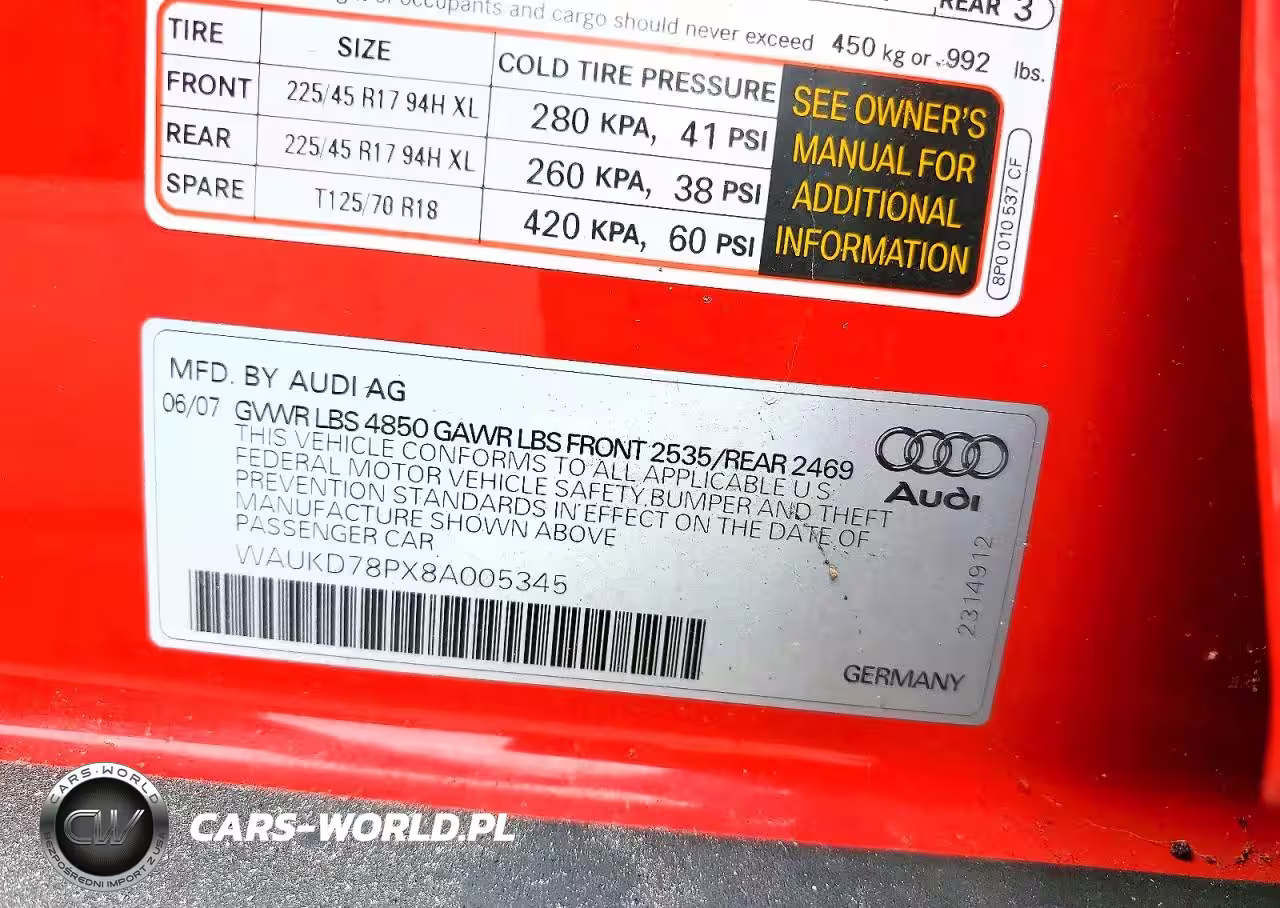 REAR 3
of occupants and cargo should never exceed 450 kg or 992 lbs.
TIRE SIZE COLD TIRE PRESSURE
FRONT 225/45 R17 94H XL 280 KPA, 41 PSI
REAR 225/45 R17 94H XL 260 KPA, 38 PSI
SPARE T125/70 R18 420 KPA, 60 PSI
SEE OWNER'S
MANUAL FOR
ADDITIONAL
INFORMATION
8P0 010 537 CF
MFD. BY AUDI AG
06/07 GVWR LBS 4850 GAWR LBS FRONT 2535/REAR 2469
THIS VEHICLE CONFORMS TO ALL APPLICABLE U S
FEDERAL MOTOR VEHICLE SAFETY, BUMPER AND THEFT
PREVENTION STANDARDS IN EFFECT ON THE DATE OF
MANUFACTURE SHOWN ABOVE
PASSENGER CAR
WAUKD78PX8A005345
Audi
2314912
GERMANY
CARS-WORLD
CW
BEZPOŚREDNI IMPORT Z USA
CARS-WORLD.PL